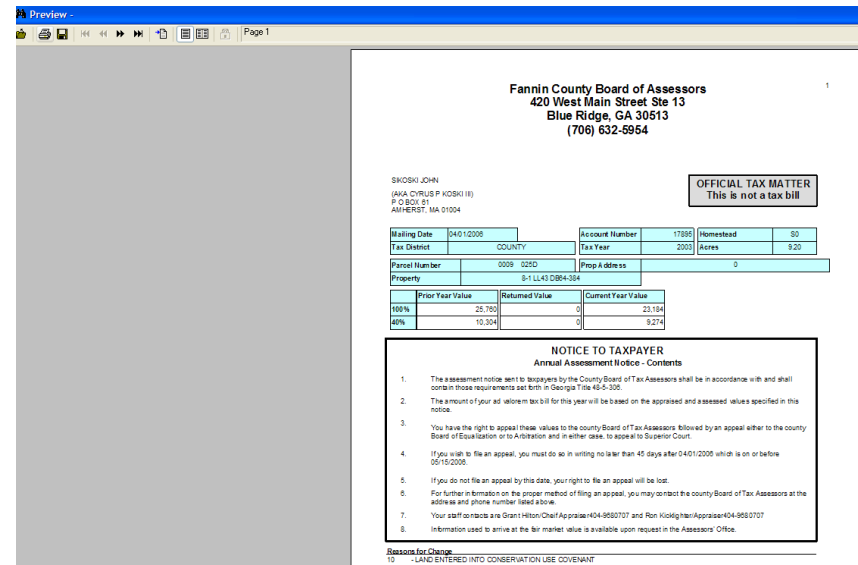 Preview -
Page 1
1
Fannin County Board of Assessors
420 West Main Street Ste 13
Blue Ridge, GA 30513
(706) 632-5954
SIKOSKI JOHN
(AKA CYRUS P KOSKI III)
P O BOX 61
AMHERST, MA 01004
OFFICIAL TAX MATTER
This is not a tax bill
Mailing Date 04/01/2006 Account Number 17895 Homestead S0
Tax District COUNTY Tax Year 2003 Acres 9.20
Parcel Number 0009 025D Prop Address 0
Property 8-1 LL43 DB64-384
Prior Year Value Returned Value Current Year Value
100% 25,760 0 23,184
40% 10,304 0 9,274
NOTICE TO TAXPAYER
Annual Assessment Notice - Contents
1. The assessment notice sent to taxpayers by the County Board of Tax Assessors shall be in accordance with and shall
contain those requirements set forth in Georgia Title 48-5-306.
2. The amount of your ad valorem tax bill for this year will be based on the appraised and assessed values specified in this
notice.
3. You have the right to appeal these values to the county Board of Tax Assessors followed by an appeal either to the county
Board of Equalization or to Arbitration and in either case, to appeal to Superior Court.
4. If you wish to file an appeal, you must do so in writing no later than 45 days after 04/01/2006 which is on or before
05/15/2006.
5. If you do not file an appeal by this date, your right to file an appeal will be lost.
6. For further information on the proper method of filing an appeal, you may contact the county Board of Tax Assessors at the
address and phone number listed above.
7. Your staff contacts are Grant Hilton/Cheif Appraiser404-9680707 and Ron Kicklighter/Appraiser404-9680707
8. Information used to arrive at the fair market value is available upon request in the Assessors' Office.
Reasons for Change
10 - LAND ENTERED INTO CONSERVATION USE COVENANT